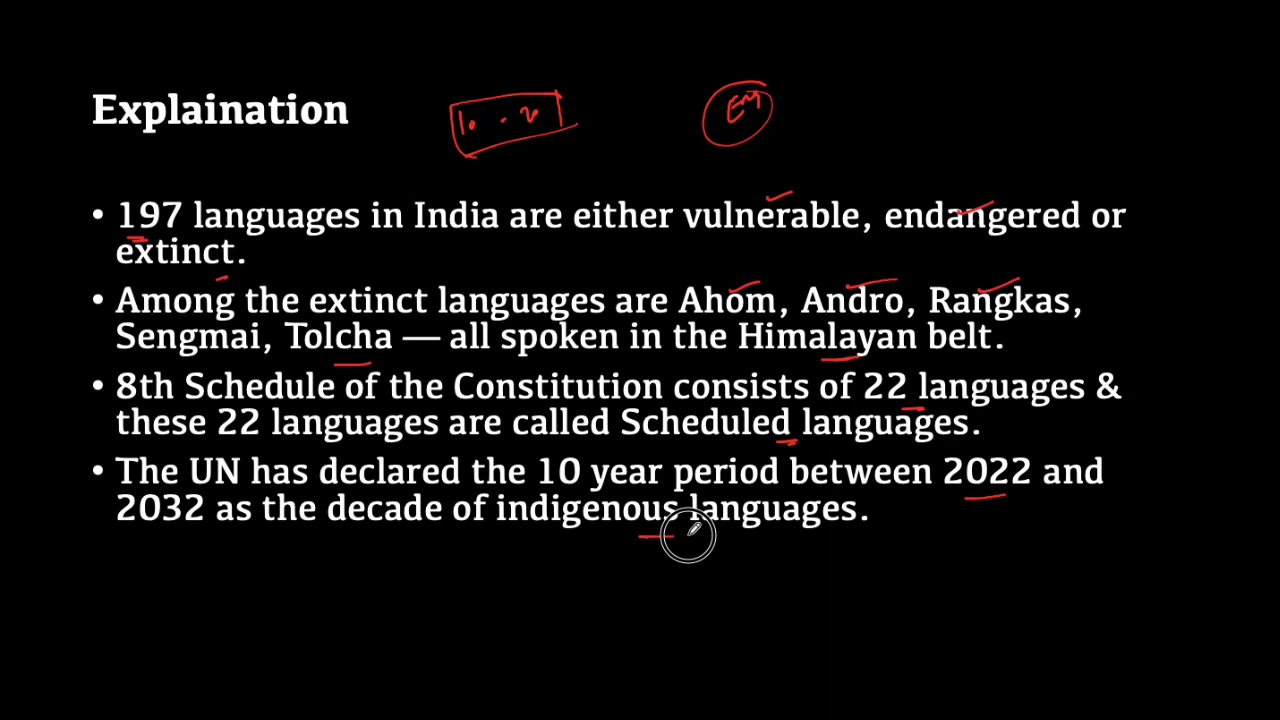 Explaination
• 197 languages in India are either vulnerable, endangered or
extinct.
• Among the extinct languages are Ahom, Andro, Rangkas,
Sengmai, Tolcha — all spoken in the Himalayan belt.
• 8th Schedule of the Constitution consists of 22 languages &
these 22 languages are called Scheduled languages.
• The UN has declared the 10 year period between 2022 and
2032 as the decade of indigenous languages.